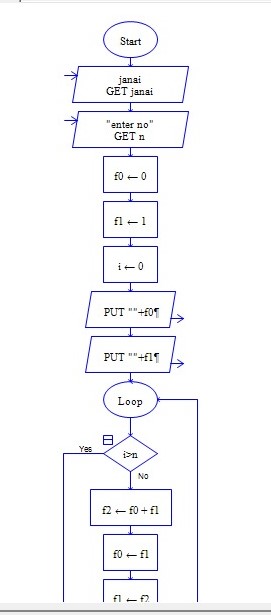 Start
janai
GET janai
"enter no"
GET n
f0 ← 0
f1 ← 1
i ← 0
PUT ""+f0¶
PUT ""+f1¶
Loop
Yes
i>n
No
f2 ← f0 + f1
f0 ← f1
f1 ← f2